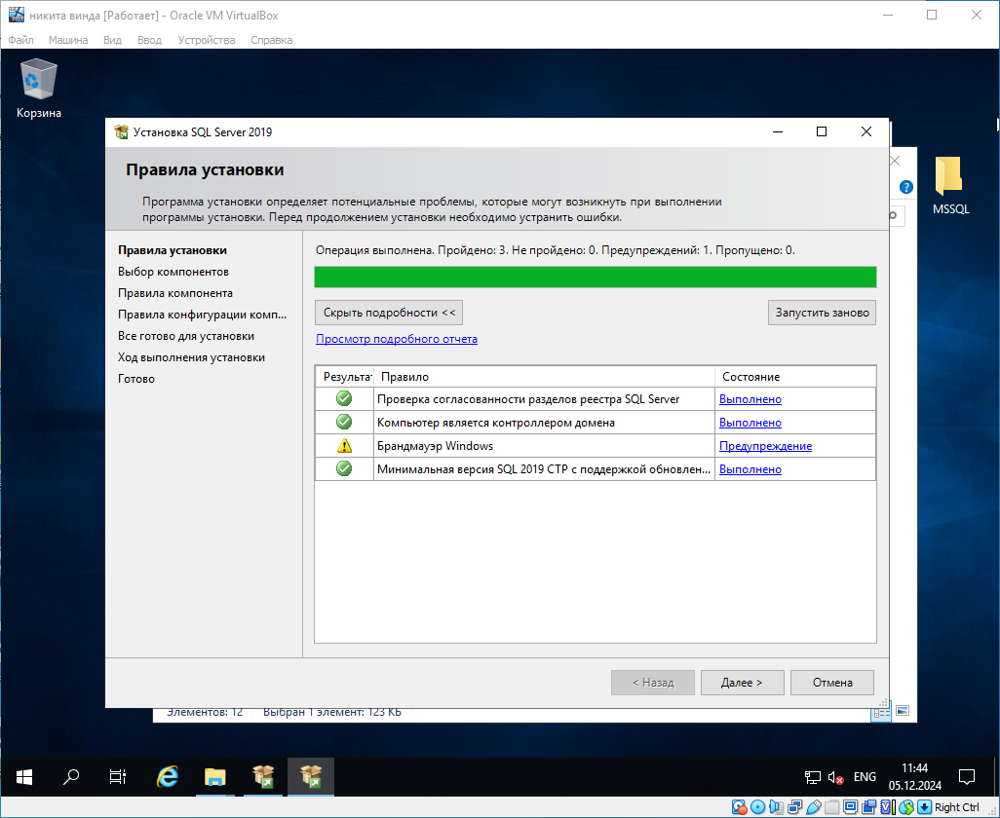 никита винда [Работает] - Oracle VM VirtualBox
Файл Машина Вид Ввод Устройства Справка
Корзина
Установка SQL Server 2019
Правила установки
Программа установки определяет потенциальные проблемы, которые могут возникнуть при выполнении
программы установки. Перед продолжением установки необходимо устранить ошибки.
MSSQL
Правила установки
Выбор компонентов
Правила компонента
Правила конфигурации комп...
Все готово для установки
Ход выполнения установки
Готово
Операция выполнена. Пройдено: 3. Не пройдено: 0. Предупреждений: 1. Пропущено: 0.
Скрыть подробности << Запустить заново
Просмотр подробного отчета
Результат Правило Состояние
Проверка согласованности разделов реестра SQL Server Выполнено
Компьютер является контроллером домена Выполнено
Брандмауэр Windows Предупреждение
Минимальная версия SQL 2019 CTP с поддержкой обновлен... Выполнено
< Назад Далее > Отмена
Элементов: 12 Выбран 1 элемент: 123 КБ
ENG
11:44
05.12.2024
Right Ctrl